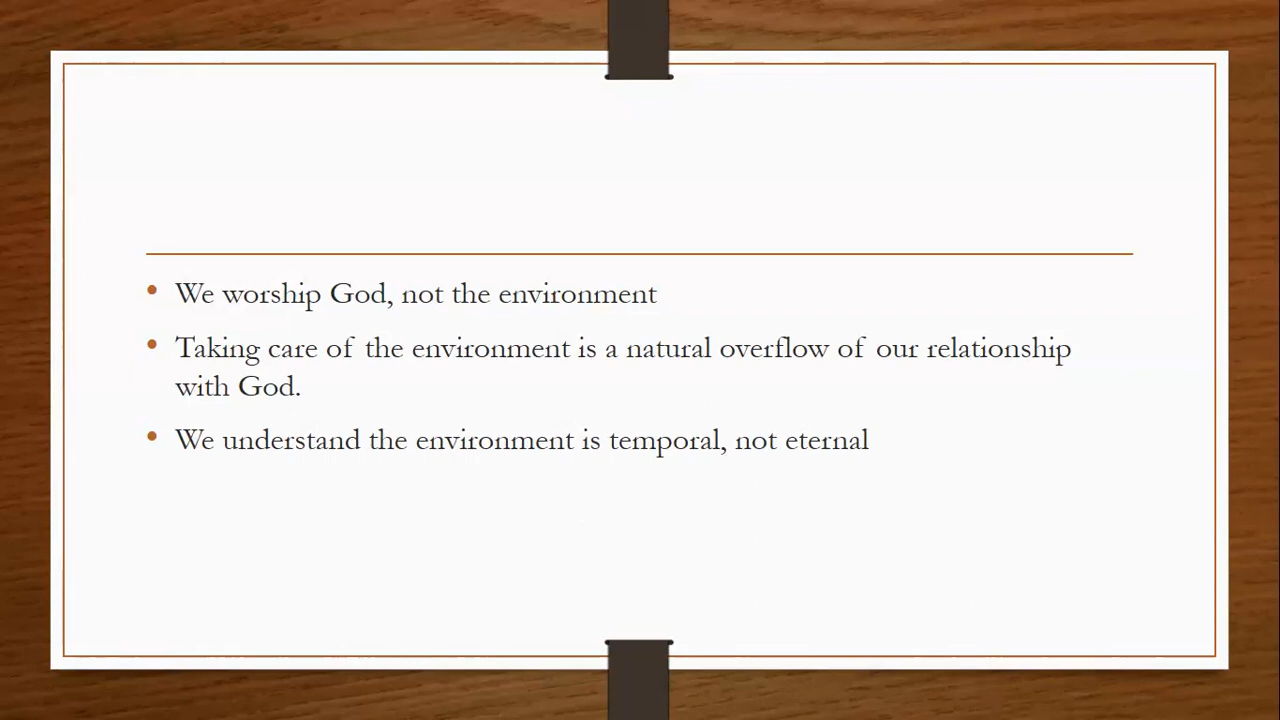 • We worship God, not the environment
• Taking care of the environment is a natural overflow of our relationship
with God.
• We understand the environment is temporal, not eternal